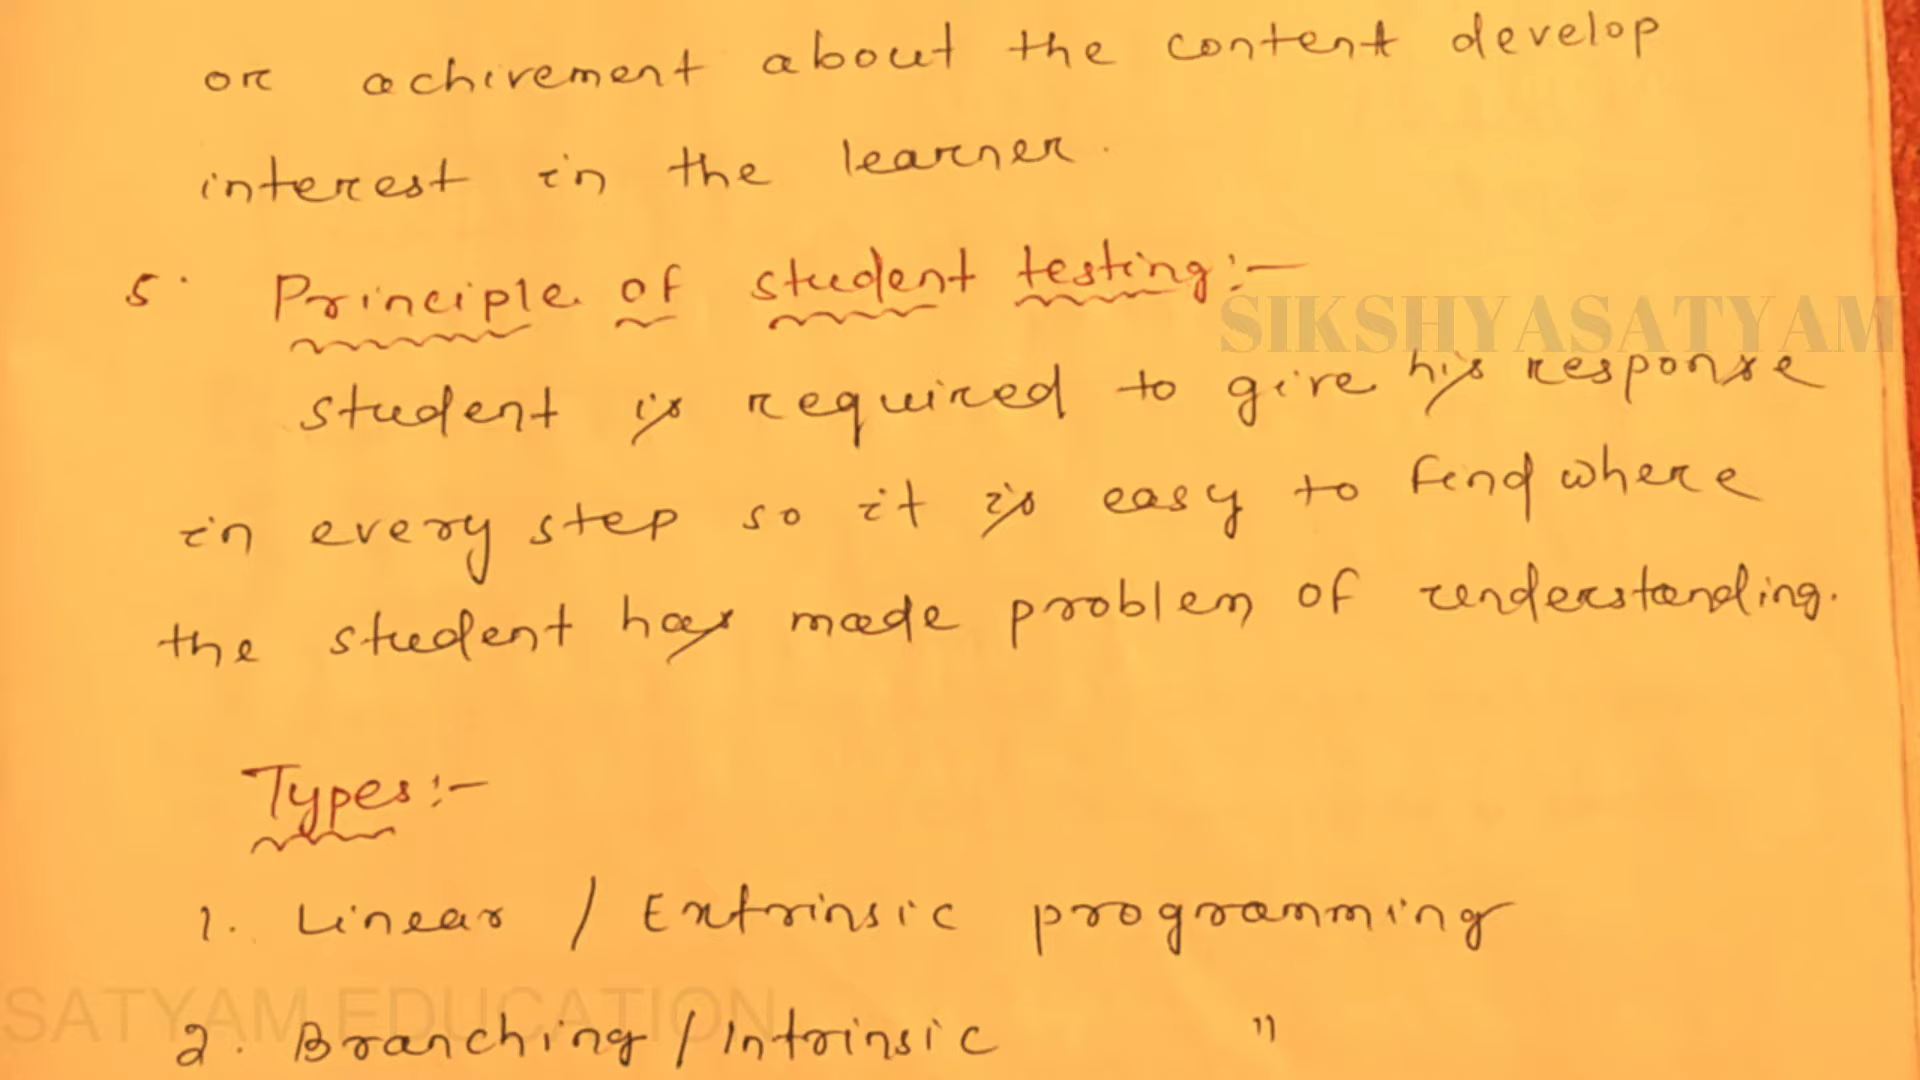 or achirement about the content develop
interest in the learner.
5. Principle of student testing:-
SIKSHYASATYAM
student is required to give his response
in every step so it is easy to find where
the student has made problem of understanding.
Types:-
1. Linear / Extrinsic programming
SATYAM EDUCATION
2. Branching / Intrinsic "